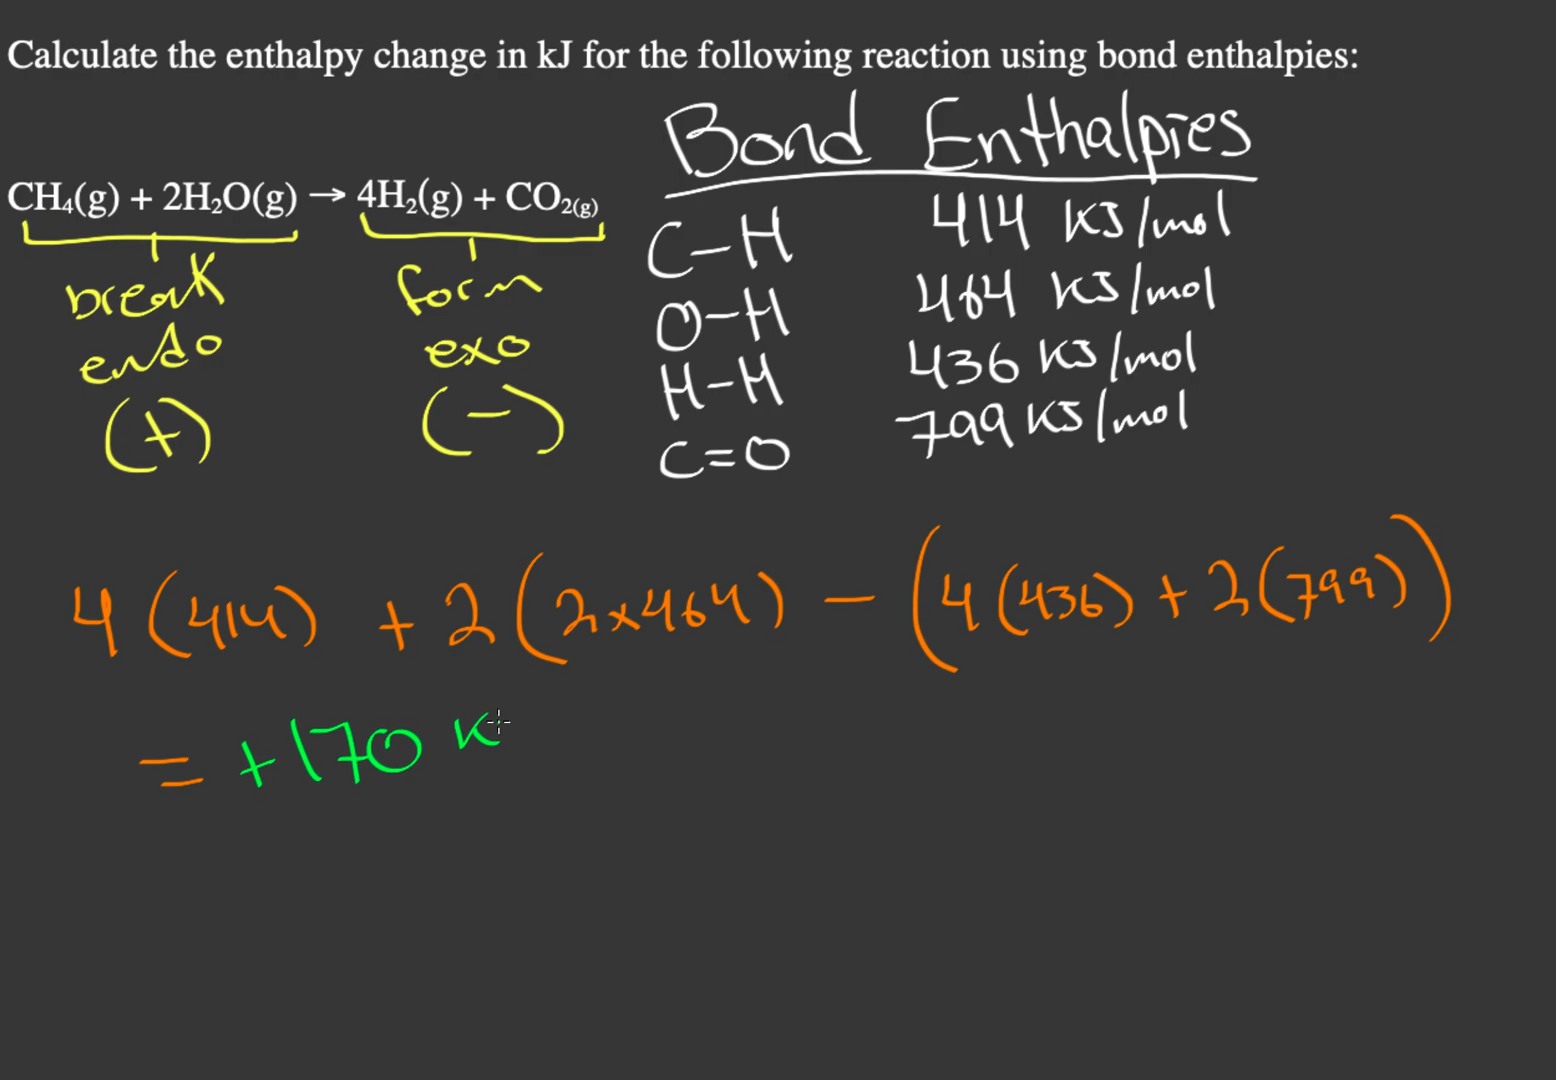 Calculate the enthalpy change in kJ for the following reaction using bond enthalpies:
Bond Enthalpies
CH₄(g) + 2H₂O(g) → 4H₂(g) + CO₂(g)
break
endo
(+)
form
exo
(-)
C-H 414 KJ/mol
O-H 464 KJ/mol
H-H 436 KJ/mol
C=O 799 KJ/mol
4(414) + 2(2x464) - (4(436) + 2(799))
= +170 K